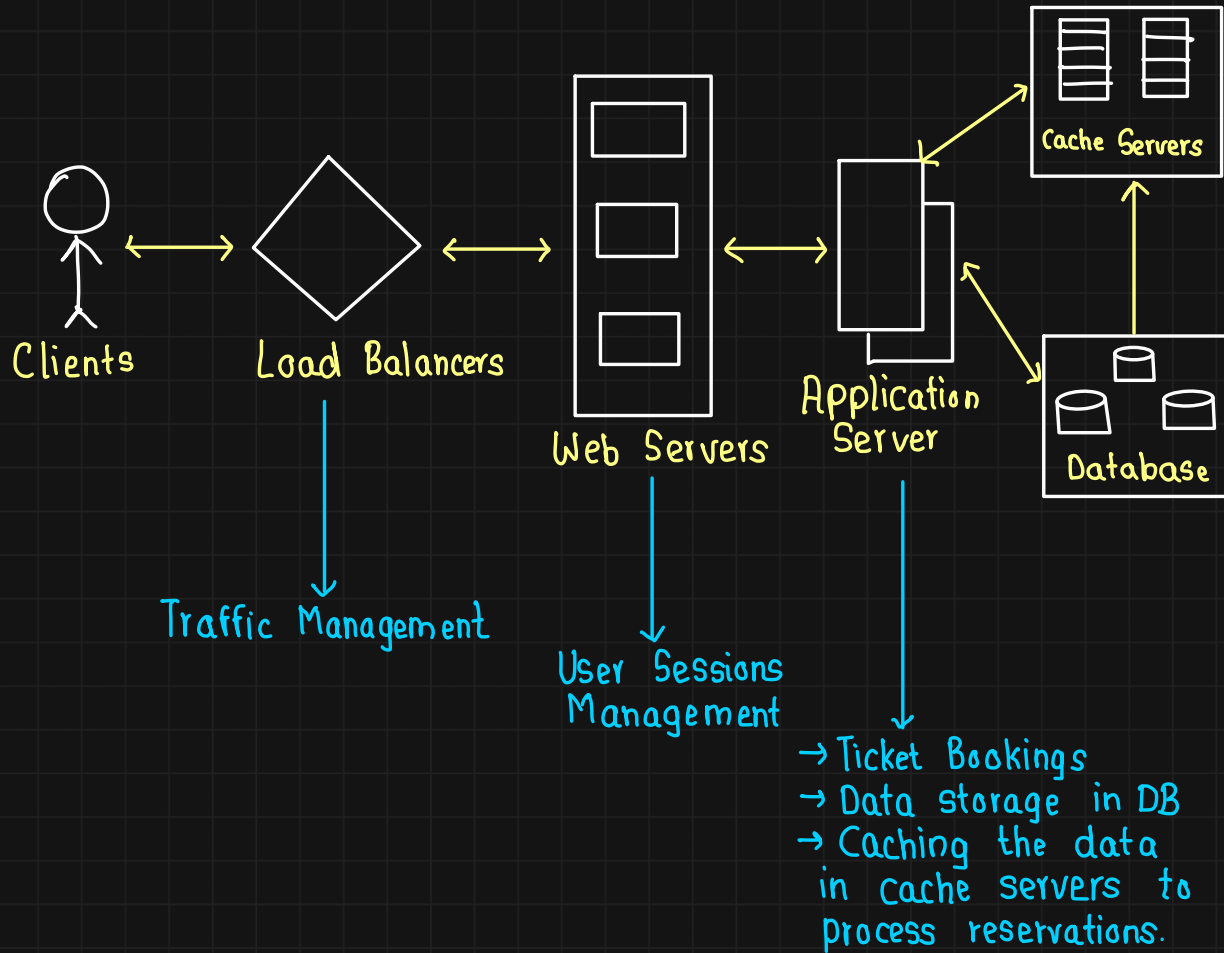 Cache Servers
Clients
Load Balancers
Web Servers
Application
Server
Database
Traffic Management
User Sessions
Management
→ Ticket Bookings
→ Data storage in DB
→ Caching the data
in cache servers to
process reservations.